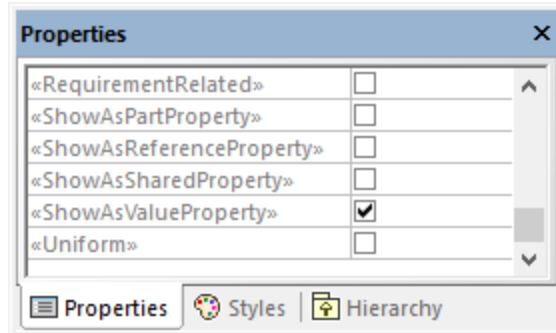 Properties
«RequirementRelated»
«ShowAsPartProperty»
«ShowAsReferenceProperty»
«ShowAsSharedProperty»
«ShowAsValueProperty»
«Uniform»
Properties Styles Hierarchy